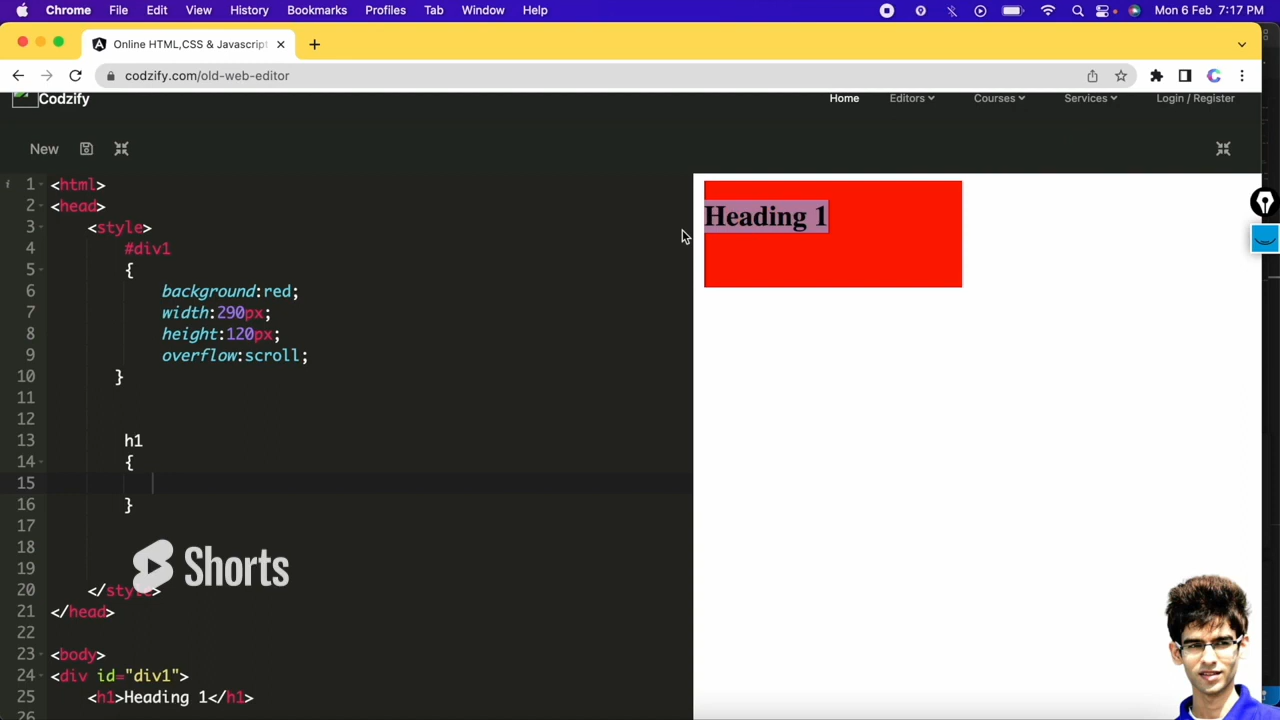 Chrome File Edit View History Bookmarks Profiles Tab Window Help Mon 6 Feb 7:17 PM
Online HTML,CSS & Javascript
codzify.com/old-web-editor
Codzify Home Editors Courses Services Login / Register
New
1 <html>
2 <head>
3 <style>
4 #div1
5 {
6 background:red;
7 width:290px;
8 height:120px;
9 overflow:scroll;
10 }
11
12
13 h1
14 {
15
16 }
17
18
19
20 </style>
21 </head>
22
23 <body>
24 <div id="div1">
25 <h1>Heading 1</h1>
26
Heading 1
Shorts